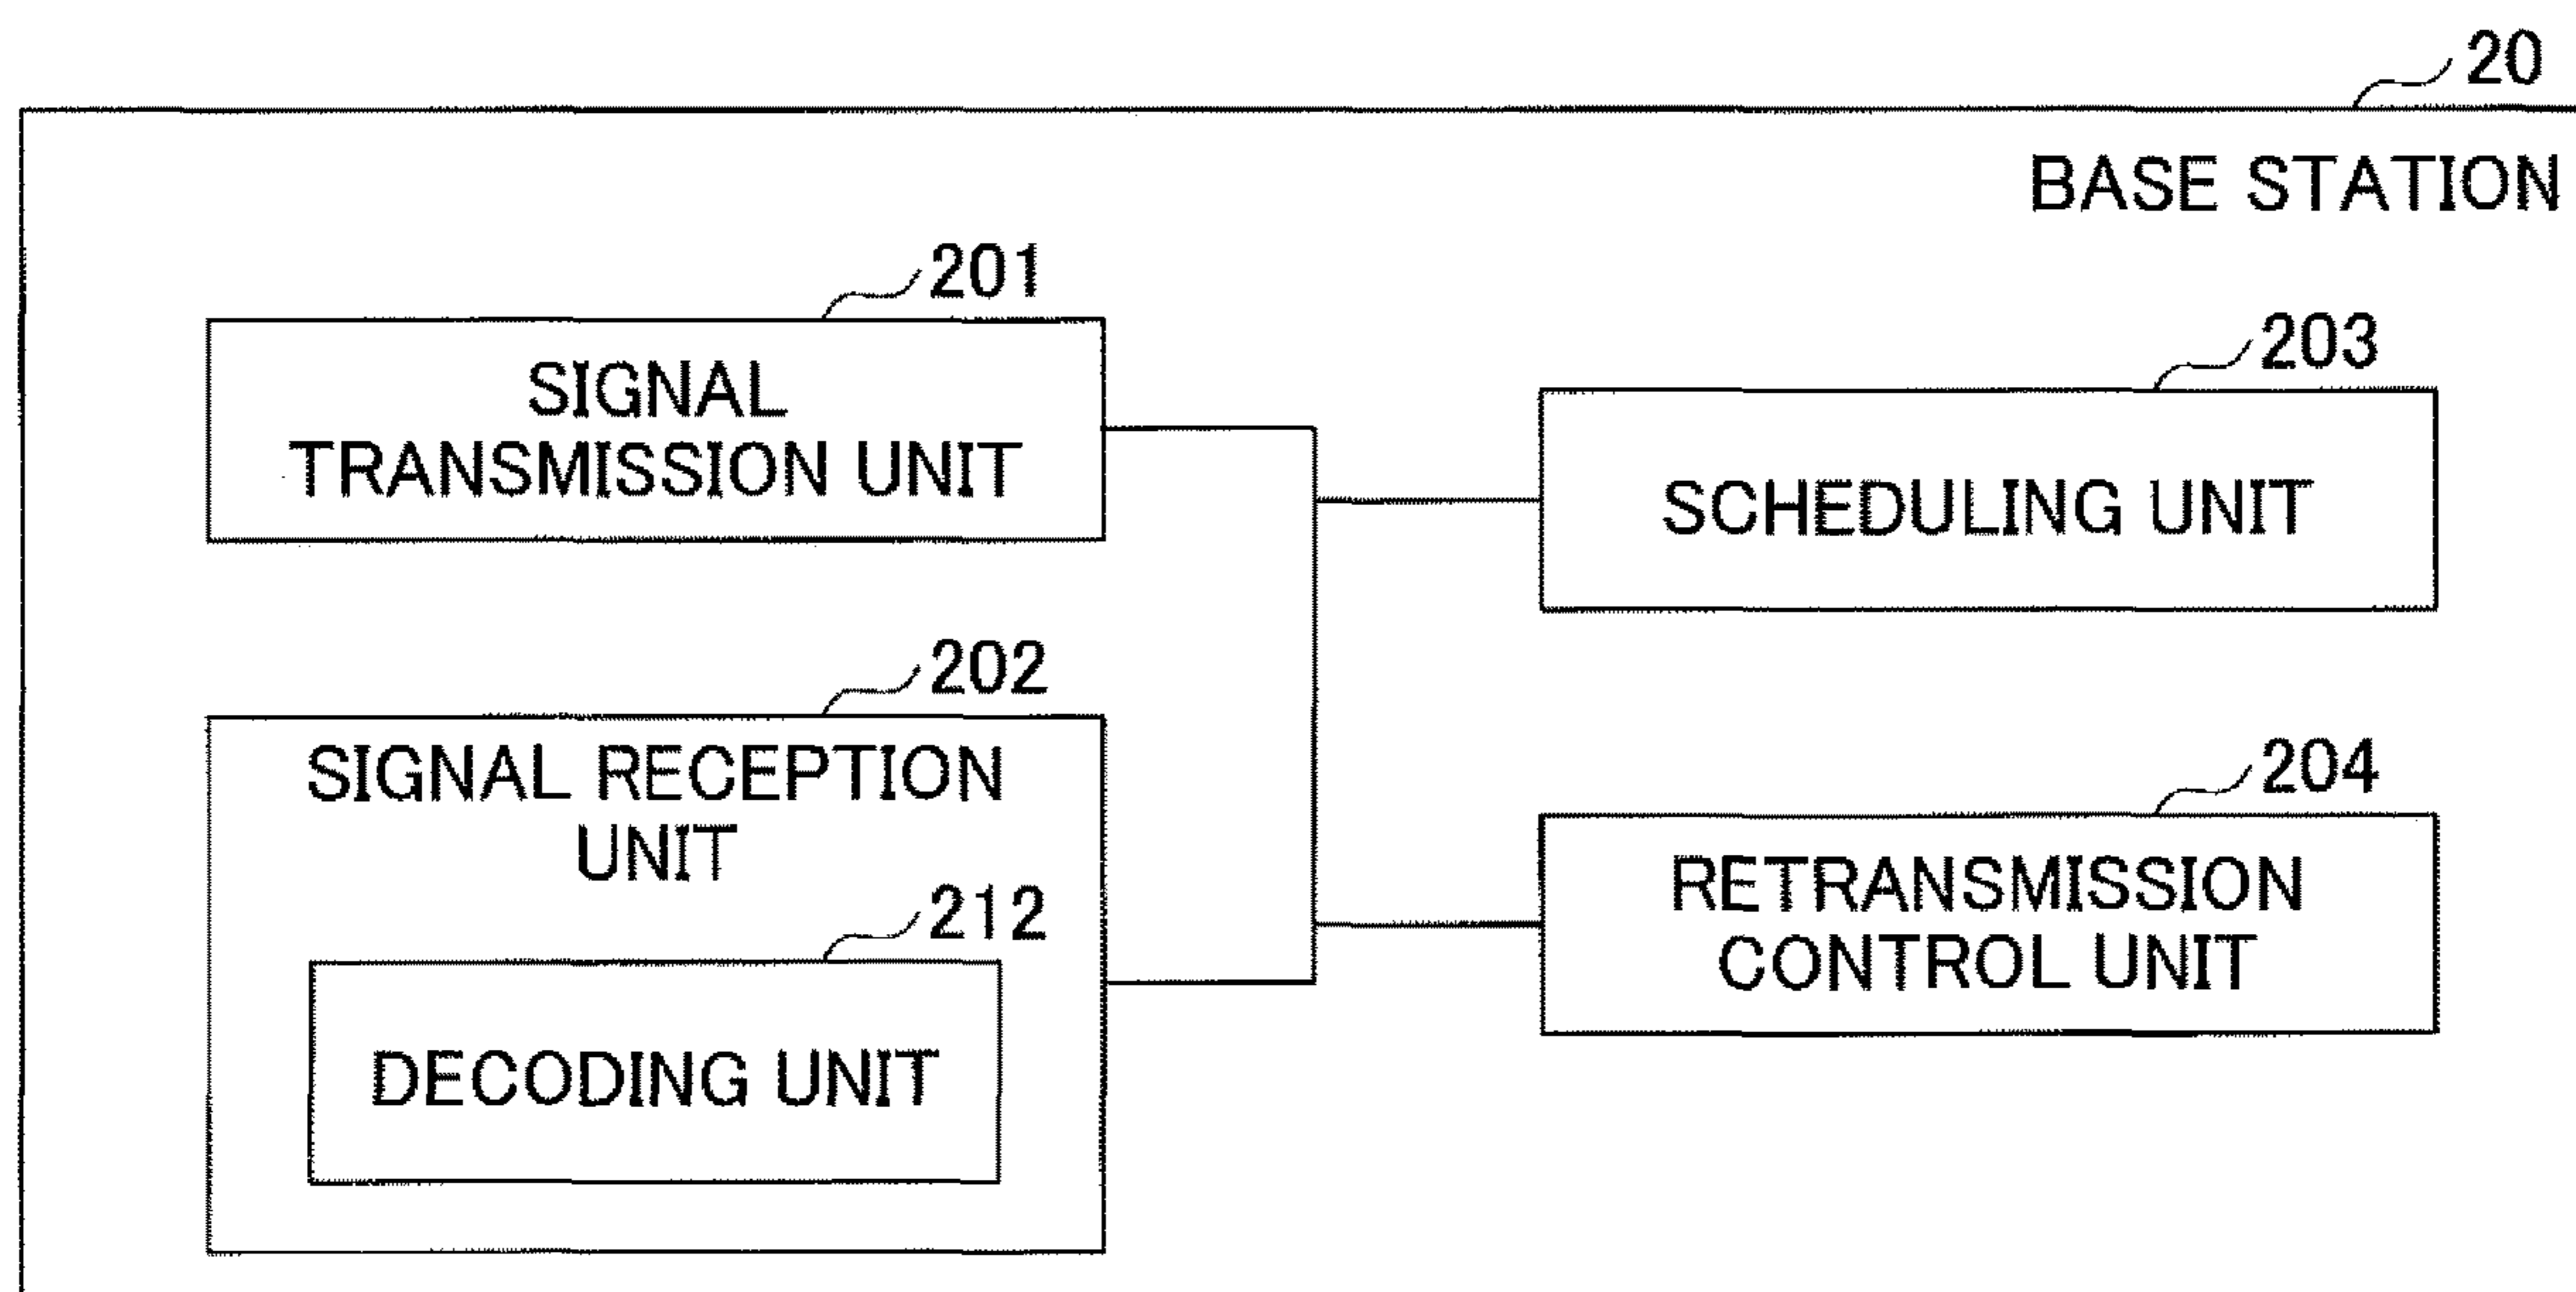 20
BASE STATION
201
SIGNAL
TRANSMISSION UNIT
203
SCHEDULING UNIT
202
SIGNAL RECEPTION
UNIT
212
DECODING UNIT
204
RETRANSMISSION
CONTROL UNIT